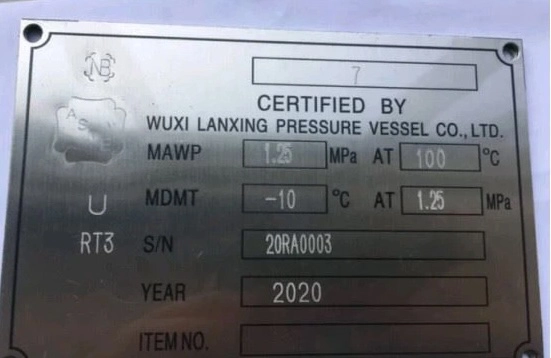 NB
7
CERTIFIED BY
WUXI LANXING PRESSURE VESSEL CO., LTD.
ASME
MAWP 1.25 MPa AT 100 °C
U MDMT -10 °C AT 1.25 MPa
RT3 S/N 20RA0003
YEAR 2020
ITEM NO.